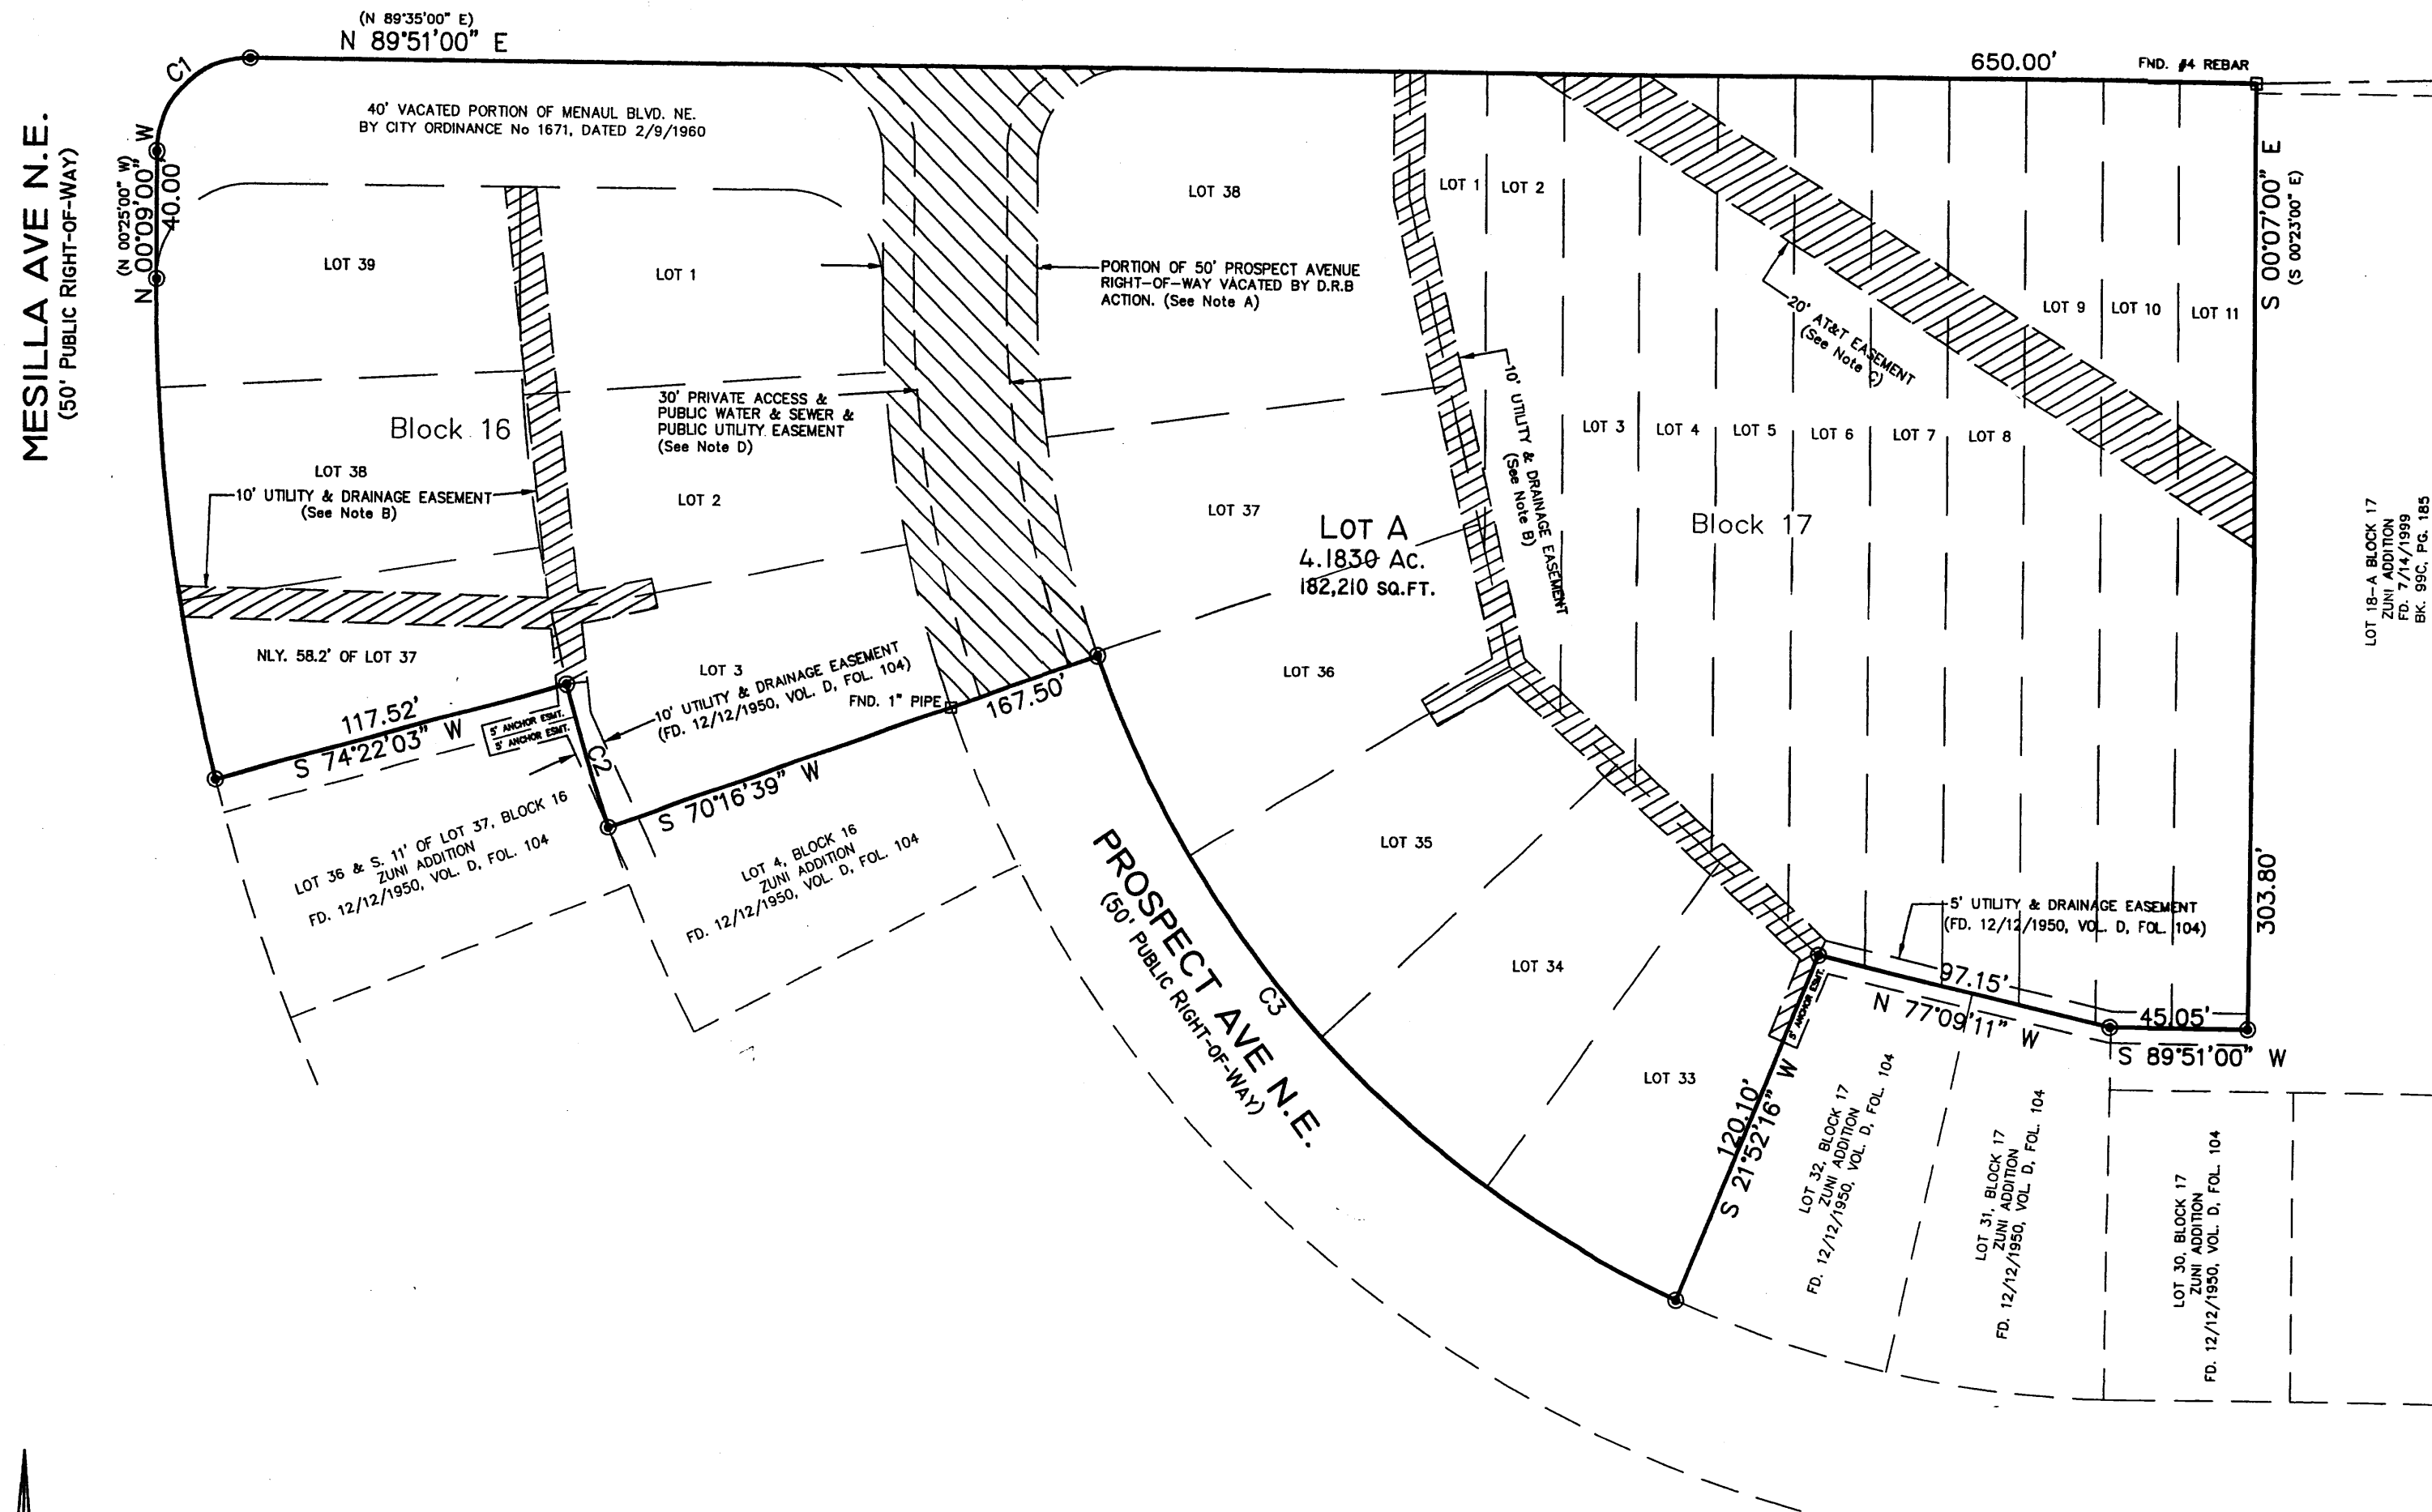 (N 89°35'00" E)
N 89°51'00" E
650.00'
FND. #4 REBAR
C1
MESILLA AVE N.E.
(50' PUBLIC RIGHT-OF-WAY)
(N 00°25'00" W)
N 00°09'00" W
40.00'
40' VACATED PORTION OF MENAUL BLVD. NE.
BY CITY ORDINANCE No 1671, DATED 2/9/1960
LOT 39
LOT 1
LOT 38
LOT 1
LOT 2
PORTION OF 50' PROSPECT AVENUE
RIGHT-OF-WAY VACATED BY D.R.B
ACTION. (See Note A)
20' AT&T EASEMENT
(See Note C)
LOT 9
LOT 10
LOT 11
S 00°07'00" E
(S 00°23'00" E)
Block 16
30' PRIVATE ACCESS &
PUBLIC WATER & SEWER &
PUBLIC UTILITY EASEMENT
(See Note D)
LOT 38
10' UTILITY & DRAINAGE EASEMENT
(See Note B)
LOT 2
LOT 37
10' UTILITY & DRAINAGE EASEMENT
(See Note B)
LOT 3
LOT 4
LOT 5
LOT 6
LOT 7
LOT 8
LOT A
4.1830 AC.
182,210 SQ.FT.
Block 17
LOT 18-A BLOCK 17
ZUNI ADDITION
FD. 7/14/1999
BK. 99C, PG. 185
NLY. 58.2' OF LOT 37
LOT 3
10' UTILITY & DRAINAGE EASEMENT
(FD. 12/12/1950, VOL. D, FOL. 104)
FND. 1" PIPE
167.50'
LOT 36
117.52'
S 74°22'03" W
5' ANCHOR ESMT.
5' ANCHOR ESMT.
C2
S 70°16'39" W
LOT 36 & S. 11' OF LOT 37, BLOCK 16
ZUNI ADDITION
FD. 12/12/1950, VOL. D, FOL. 104
LOT 4, BLOCK 16
ZUNI ADDITION
FD. 12/12/1950, VOL. D, FOL. 104
PROSPECT AVE N.E.
(50' PUBLIC RIGHT-OF-WAY)
C3
LOT 35
LOT 34
LOT 33
5' UTILITY & DRAINAGE EASEMENT
(FD. 12/12/1950, VOL. D, FOL. 104)
303.80'
97.15'
N 77°09'11" W
45.05'
S 89°51'00" W
5' ANCHOR ESMT.
120.10'
S 21°52'16" W
LOT 32, BLOCK 17
ZUNI ADDITION
FD. 12/12/1950, VOL. D, FOL. 104
LOT 31, BLOCK 17
ZUNI ADDITION
FD. 12/12/1950, VOL. D, FOL. 104
LOT 30, BLOCK 17
ZUNI ADDITION
FD. 12/12/1950, VOL. D, FOL. 104